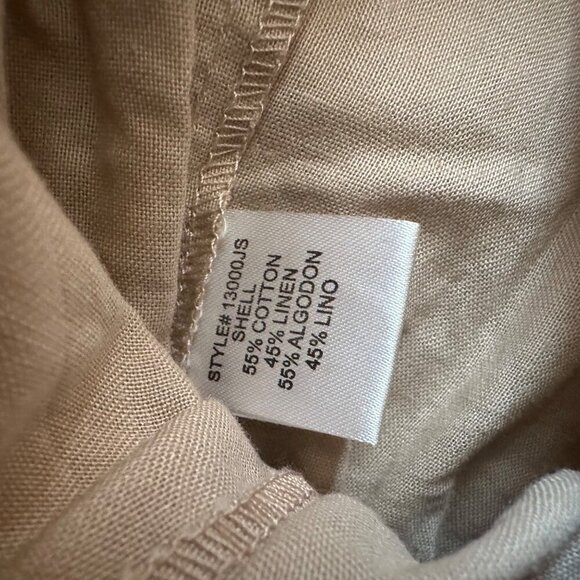 STYLE# 13000JS
SHELL
55% COTTON
45% LINEN
55% ALGODON
45% LINO